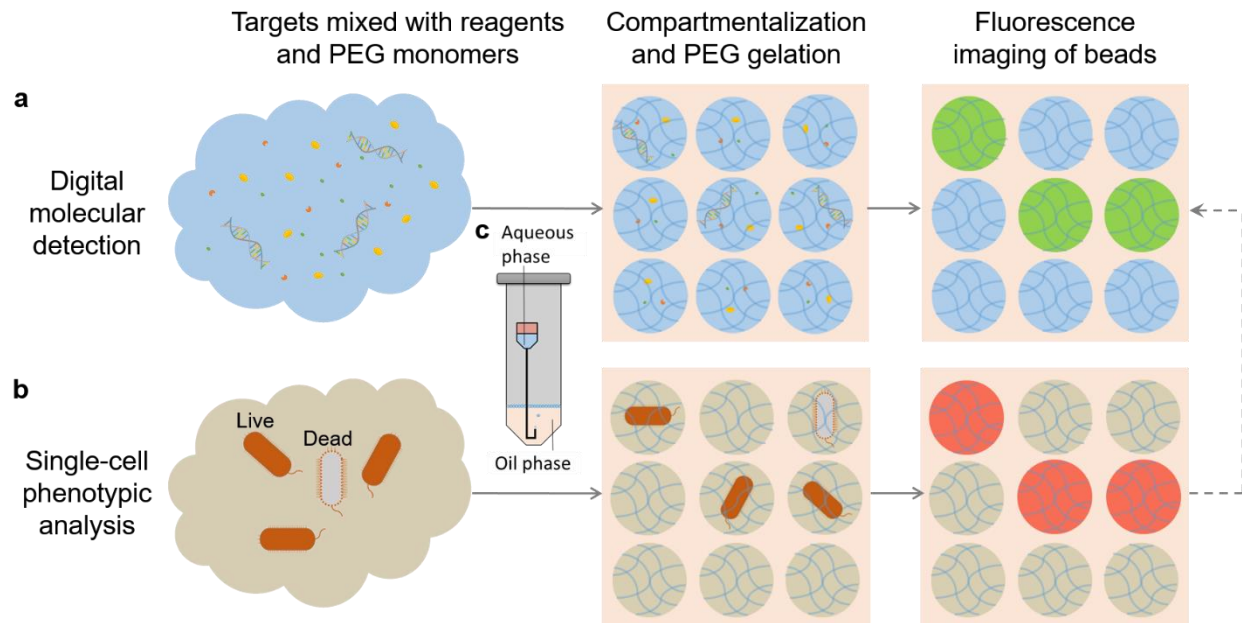 Targets mixed with reagents
and PEG monomers
Compartmentalization
and PEG gelation
Fluorescence
imaging of beads
a
Digital
molecular
detection
c
Aqueous
phase
Oil phase
b
Single-cell
phenotypic
analysis
Live
Dead